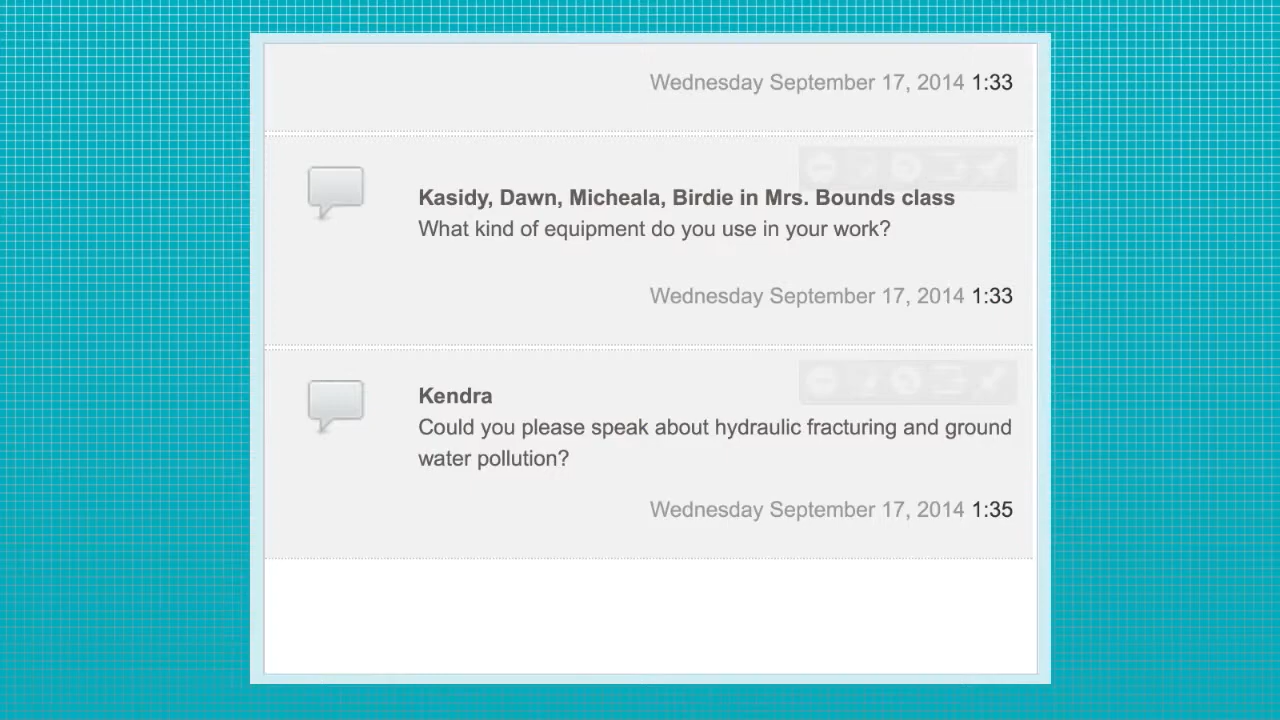 Wednesday September 17, 2014 1:33
Kasidy, Dawn, Micheala, Birdie in Mrs. Bounds class
What kind of equipment do you use in your work?
Wednesday September 17, 2014 1:33
Kendra
Could you please speak about hydraulic fracturing and ground
water pollution?
Wednesday September 17, 2014 1:35